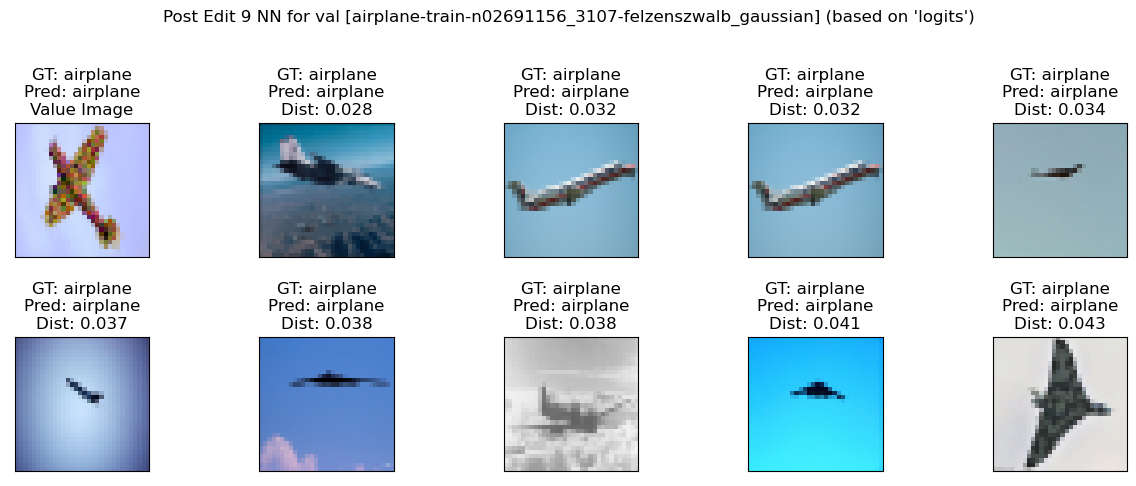 Post Edit 9 NN for val [airplane-train-n02691156_3107-felzenszwalb_gaussian] (based on 'logits')
GT: airplane
Pred: airplane
Value Image
GT: airplane
Pred: airplane
Dist: 0.028
GT: airplane
Pred: airplane
Dist: 0.032
GT: airplane
Pred: airplane
Dist: 0.032
GT: airplane
Pred: airplane
Dist: 0.034
GT: airplane
Pred: airplane
Dist: 0.037
GT: airplane
Pred: airplane
Dist: 0.038
GT: airplane
Pred: airplane
Dist: 0.038
GT: airplane
Pred: airplane
Dist: 0.041
GT: airplane
Pred: airplane
Dist: 0.043